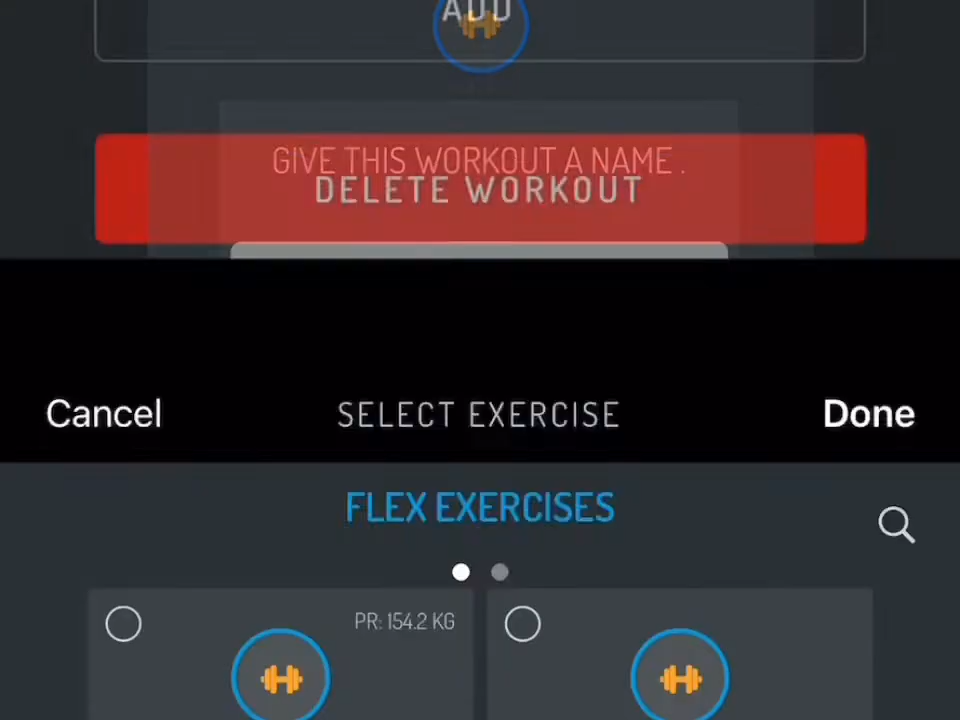 ADD
GIVE THIS WORKOUT A NAME .
DELETE WORKOUT
Cancel
SELECT EXERCISE
Done
FLEX EXERCISES
PR: 154.2 KG